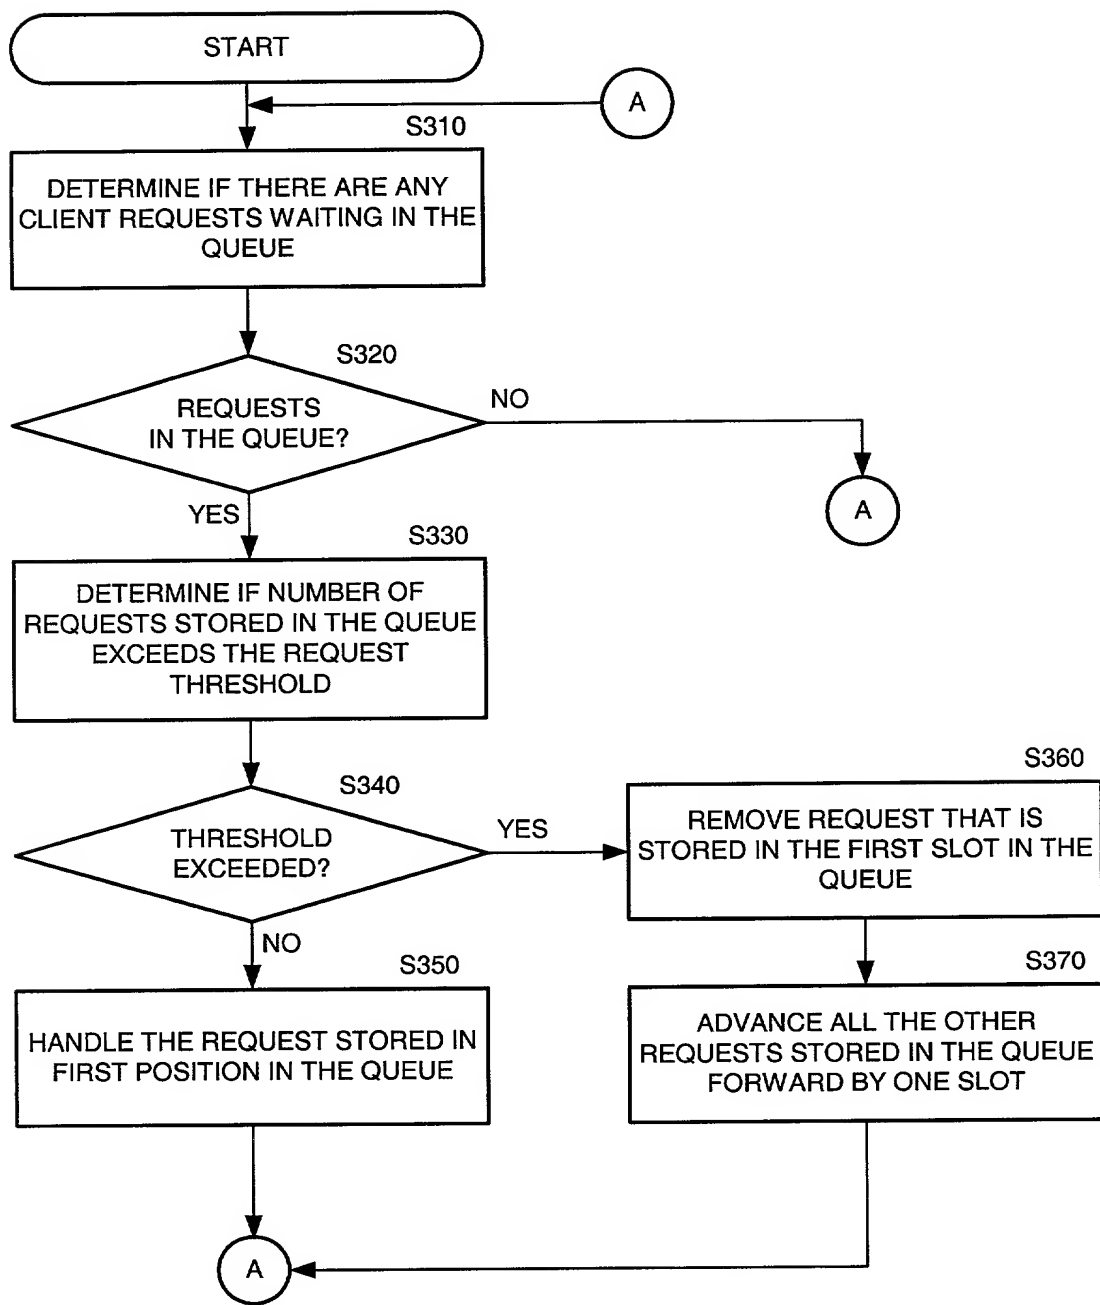 START
A
S310
DETERMINE IF THERE ARE ANY
CLIENT REQUESTS WAITING IN THE
QUEUE
S320
REQUESTS
IN THE QUEUE?
NO
A
YES
S330
DETERMINE IF NUMBER OF
REQUESTS STORED IN THE QUEUE
EXCEEDS THE REQUEST
THRESHOLD
S340
THRESHOLD
EXCEEDED?
YES
S360
REMOVE REQUEST THAT IS
STORED IN THE FIRST SLOT IN THE
QUEUE
NO
S350
HANDLE THE REQUEST STORED IN
FIRST POSITION IN THE QUEUE
S370
ADVANCE ALL THE OTHER
REQUESTS STORED IN THE QUEUE
FORWARD BY ONE SLOT
A